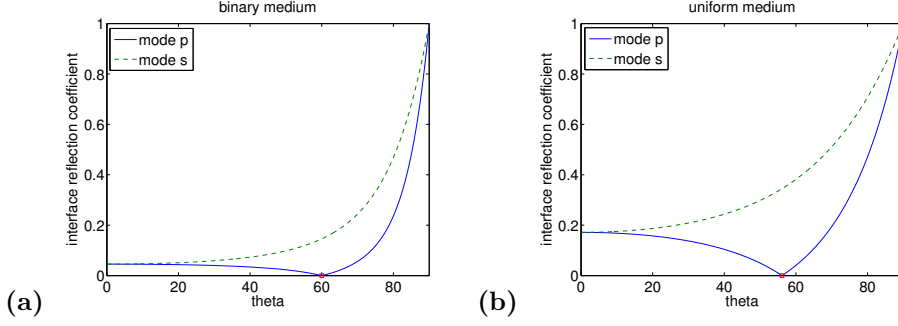 binary medium
mode p
mode s
interface reflection coefficient
1
0.8
0.6
0.4
0.2
0
0 20 40 60 80
theta
(a)
uniform medium
mode p
mode s
interface reflection coefficient
1
0.8
0.6
0.4
0.2
0
0 20 40 60 80
theta
(b)